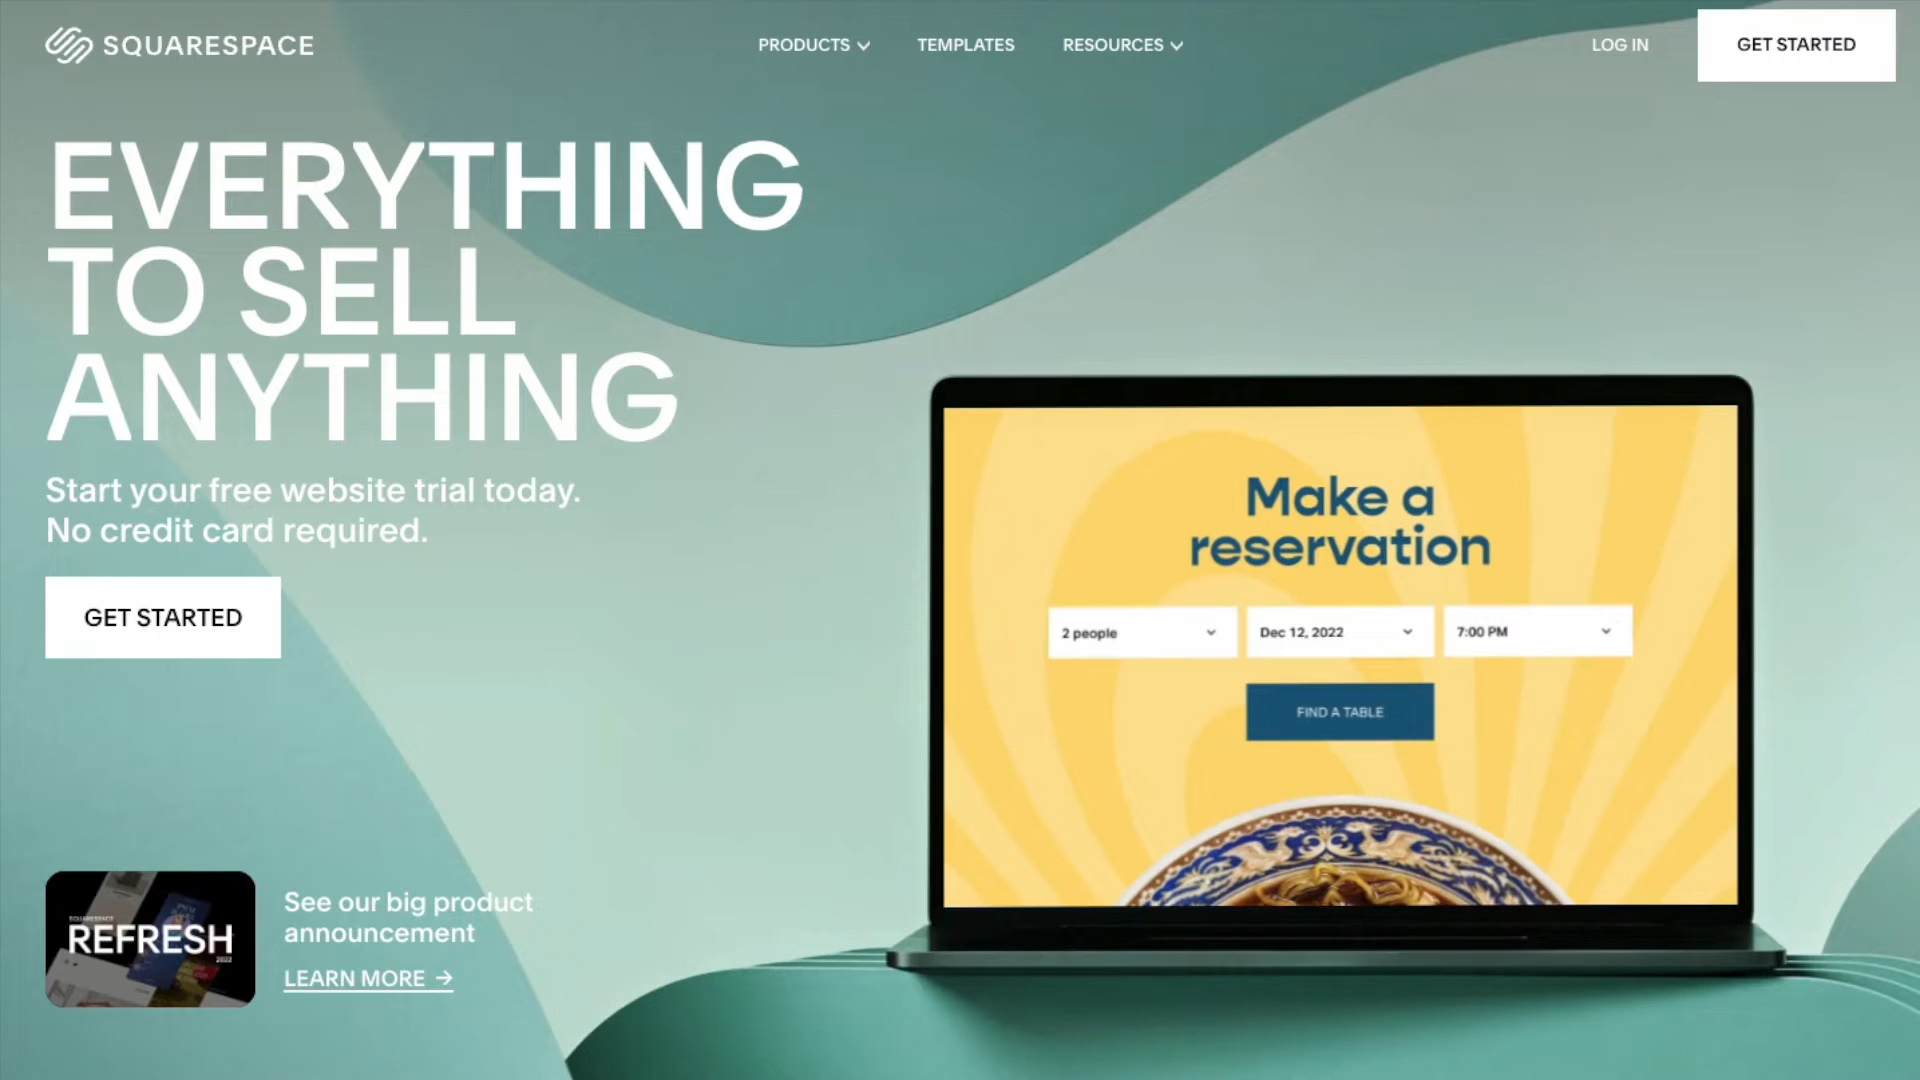 SQUARESPACE
PRODUCTS
TEMPLATES
RESOURCES
LOG IN
GET STARTED
EVERYTHING
TO SELL
ANYTHING
Start your free website trial today.
No credit card required.
GET STARTED
Make a
reservation
2 people
Dec 12, 2022
7:00 PM
FIND A TABLE
SQUARESPACE
REFRESH
2022
See our big product
announcement
LEARN MORE →